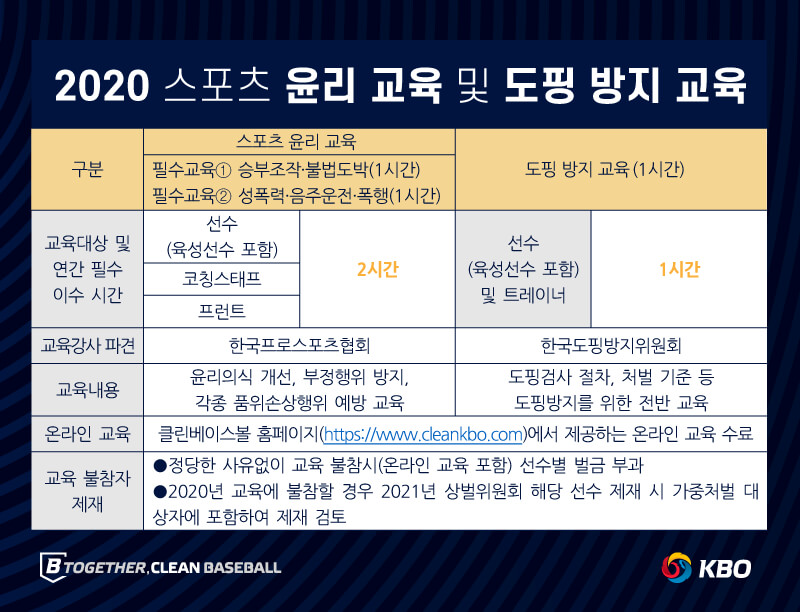 2020 스포츠 윤리 교육 및 도핑 방지 교육
구분
스포츠 윤리 교육
필수교육① 승부조작·불법도박(1시간)
필수교육② 성폭력·음주운전·폭행(1시간)
도핑 방지 교육 (1시간)
교육대상 및
연간 필수
이수 시간
선수
(육성선수 포함)
코칭스태프
프런트
2시간
선수
(육성선수 포함)
및 트레이너
1시간
교육강사 파견
한국프로스포츠협회
한국도핑방지위원회
교육내용
윤리의식 개선, 부정행위 방지,
각종 품위손상행위 예방 교육
도핑검사 절차, 처벌 기준 등
도핑방지를 위한 전반 교육
온라인 교육
클린베이스볼 홈페이지(https://www.cleankbo.com)에서 제공하는 온라인 교육 수료
교육 불참자
제재
●정당한 사유없이 교육 불참시(온라인 교육 포함) 선수별 벌금 부과
●2020년 교육에 불참할 경우 2021년 상벌위원회 해당 선수 제재 시 가중처벌 대
상자에 포함하여 제재 검토
B TOGETHER, CLEAN BASEBALL
KBO